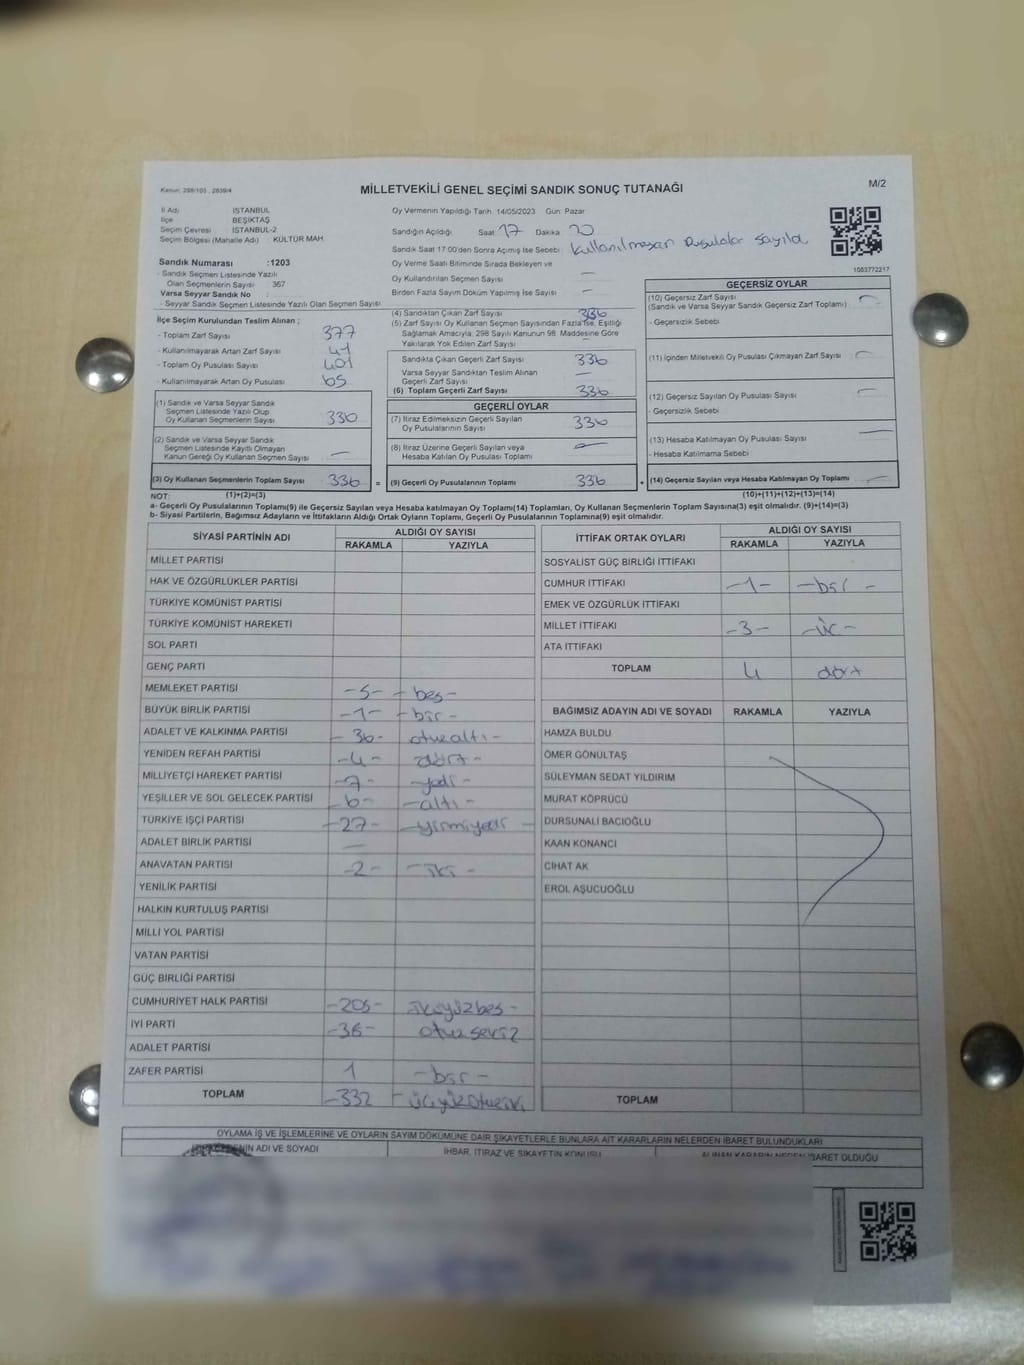 Kanun: 298/105 , 2839/4
MİLLETVEKİLİ GENEL SEÇİMİ SANDIK SONUÇ TUTANAĞI
M/2
İl Adı : İSTANBUL
İlçe : BEŞİKTAŞ
Seçim Çevresi : İSTANBUL-2
Seçim Bölgesi (Mahalle Adı) : KÜLTÜR MAH.
Oy Vermenin Yapıldığı Tarih: 14/05/2023 Gün: Pazar
Sandığın Açıldığı Saat 17 Dakika 20
Sandık Saat 17:00'den Sonra Açılmış İse Sebebi: Kullanılmayan Pusulalar sayıldı
Sandık Numarası :1203
- Sandık Seçmen Listesinde Yazılı
Olan Seçmenlerin Sayısı: 367
Varsa Seyyar Sandık No :
- Seyyar Sandık Seçmen Listesinde Yazılı Olan Seçmen Sayısı:
Oy Verme Saati Bitiminde Sırada Bekleyen ve
Oy Kullandırılan Seçmen Sayısı —
Birden Fazla Sayım Döküm Yapılmış İse Sayısı —
1083772217
İlçe Seçim Kurulundan Teslim Alınan ;
- Toplam Zarf Sayısı : 377
- Kullanılmayarak Artan Zarf Sayısı : 41
- Toplam Oy Pusulası Sayısı : 401
- Kullanılmayarak Artan Oy Pusulası : 65
(1) Sandık ve Varsa Seyyar Sandık
Seçmen Listesinde Yazılı Olup
Oy Kullanan Seçmenlerin Sayısı: 336
(2) Sandık ve Varsa Seyyar Sandık
Seçmen Listesinde Kayıtlı Olmayan
Kanun Gereği Oy Kullanan Seçmen Sayısı —
(3) Oy Kullanan Seçmenlerin Toplam Sayısı 336 =
(4) Sandıktan Çıkan Zarf Sayısı 336
(5) Zarf Sayısı Oy Kullanan Seçmen Sayısından Fazla İse, Eşitliği
Sağlamak Amacıyla; 298 Sayılı Kanunun 98. Maddesine Göre
Yakılarak Yok Edilen Zarf Sayısı —
Sandıkta Çıkan Geçerli Zarf Sayısı 336
Varsa Seyyar Sandıktan Teslim Alınan
Geçerli Zarf Sayısı —
(6) Toplam Geçerli Zarf Sayısı 336
GEÇERLİ OYLAR
(7) İtiraz Edilmeksizin Geçerli Sayılan
Oy Pusulalarının Sayısı 336
(8) İtiraz Üzerine Geçerli Sayılan veya
Hesaba Katılan Oy Pusulası Toplamı —
(9) Geçerli Oy Pusulalarının Toplamı 336 +
GEÇERSİZ OYLAR
(10) Geçersiz Zarf Sayısı
(Sandık ve Varsa Seyyar Sandık Geçersiz Zarf Toplamı) —
- Geçersizlik Sebebi
(11) İçinden Milletvekili Oy Pusulası Çıkmayan Zarf Sayısı —
(12) Geçersiz Sayılan Oy Pusulası Sayısı —
- Geçersizlik Sebebi
(13) Hesaba Katılmayan Oy Pusulası Sayısı —
- Hesaba Katılmama Sebebi
(14) Geçersiz Sayılan veya Hesaba Katılmayan Oy Toplamı —
NOT: (1)+(2)=(3) (10)+(11)+(12)+(13)=(14)
a- Geçerli Oy Pusulalarının Toplamı(9) ile Geçersiz Sayılan veya Hesaba katılmayan Oy Toplamı(14) Toplamları, Oy Kullanan Seçmenlerin Toplam Sayısına(3) eşit olmalıdır. (9)+(14)=(3)
b- Siyasi Partilerin, Bağımsız Adayların ve İttifakların Aldığı Ortak Oyların Toplamı, Geçerli Oy Pusulalarının Toplamına(9) eşit olmalıdır.
SİYASİ PARTİNİN ADI ALDIĞI OY SAYISI
RAKAMLA YAZIYLA
MİLLET PARTİSİ
HAK VE ÖZGÜRLÜKLER PARTİSİ
TÜRKİYE KOMÜNİST PARTİSİ
TÜRKİYE KOMÜNİST HAREKETİ
SOL PARTİ
GENÇ PARTİ
MEMLEKET PARTİSİ -5- -beş-
BÜYÜK BİRLİK PARTİSİ -1- -bir-
ADALET VE KALKINMA PARTİSİ -36- otuzaltı-
YENİDEN REFAH PARTİSİ -4- dört-
MİLLİYETÇİ HAREKET PARTİSİ -7- -yedi-
YEŞİLLER VE SOL GELECEK PARTİSİ -6- -altı-
TÜRKİYE İŞÇİ PARTİSİ -27- -yirmiyedi-
ADALET BİRLİK PARTİSİ —
ANAVATAN PARTİSİ -2- -iki-
YENİLİK PARTİSİ
HALKIN KURTULUŞ PARTİSİ
MİLLİ YOL PARTİSİ
VATAN PARTİSİ
GÜÇ BİRLİĞİ PARTİSİ
CUMHURİYET HALK PARTİSİ -205- ikiyüzbeş-
İYİ PARTİ -38- otuzsekiz
ADALET PARTİSİ
ZAFER PARTİSİ 1 -bir-
TOPLAM -332 -üçyüzotuziki
İTTİFAK ORTAK OYLARI ALDIĞI OY SAYISI
RAKAMLA YAZIYLA
SOSYALİST GÜÇ BİRLİĞİ İTTİFAKI
CUMHUR İTTİFAKI -1- -bir-
EMEK VE ÖZGÜRLÜK İTTİFAKI
MİLLET İTTİFAKI -3- -üç-
ATA İTTİFAKI
TOPLAM 4 dört
BAĞIMSIZ ADAYIN ADI VE SOYADI RAKAMLA YAZIYLA
HAMZA BULDU
ÖMER GÖNÜLTAŞ
SÜLEYMAN SEDAT YILDIRIM
MURAT KÖPRÜCÜ
DURSUNALİ BACIOĞLU
KAAN KONANCI
CİHAT AK
EROL AŞUCUOĞLU
TOPLAM
OYLAMA İŞ VE İŞLEMLERİNE VE OYLARIN SAYIM DÖKÜMÜNE DAİR ŞİKAYETLERLE BUNLARA AİT KARARLARIN NELERDEN İBARET BULUNDUKLARI
ADI VE SOYADI İHBAR, İTİRAZ VE ŞİKAYETİN KONUSU ALINAN KARARIN NEDEN İBARET OLDUĞU